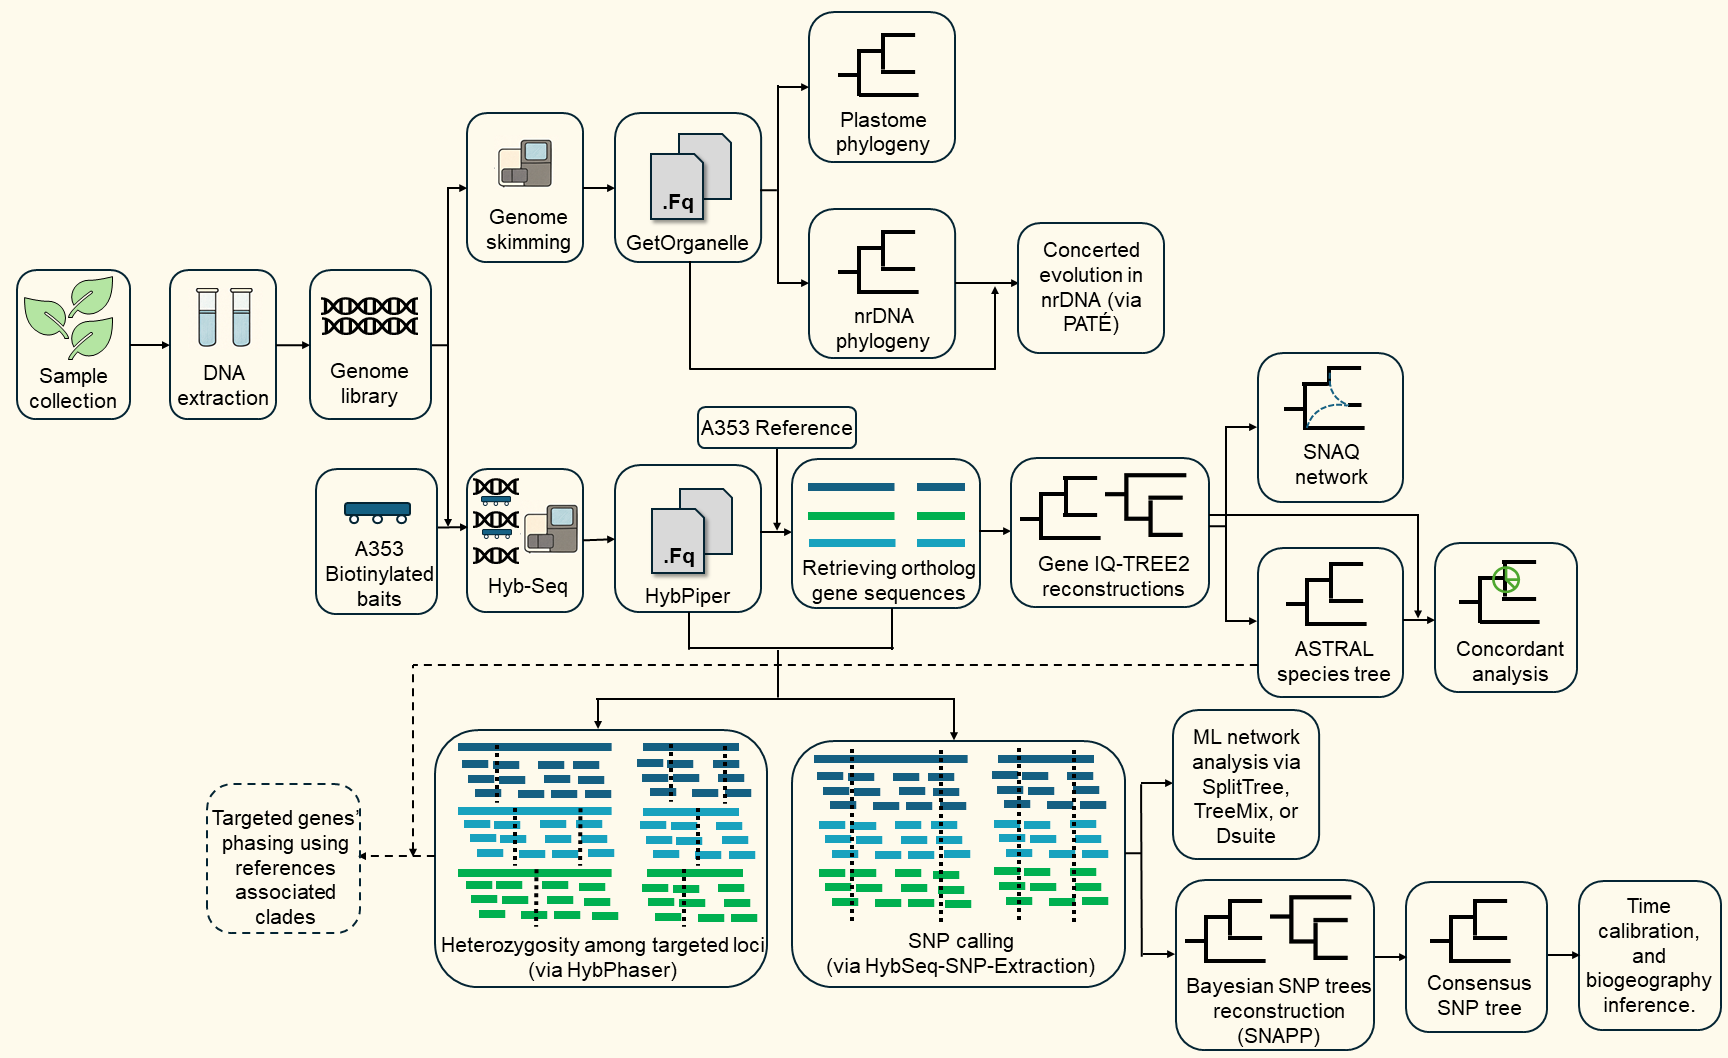 Plastome
phylogeny
Genome
skimming
.Fq
GetOrganelle
nrDNA
phylogeny
Concerted
evolution in
nrDNA (via
PATÉ)
Sample
collection
DNA
extraction
Genome
library
A353 Reference
SNAQ
network
A353
Biotinylated
baits
Hyb-Seq
.Fq
HybPiper
Retrieving ortholog
gene sequences
Gene IQ-TREE2
reconstructions
ASTRAL
species tree
Concordant
analysis
Targeted genes'
phasing using
references
associated
clades
Heterozygosity among targeted loci
(via HybPhaser)
SNP calling
(via HybSeq-SNP-Extraction)
ML network
analysis via
SplitTree,
TreeMix, or
Dsuite
Bayesian SNP trees
reconstruction
(SNAPP)
Consensus
SNP tree
Time
calibration,
and
biogeography
inference.